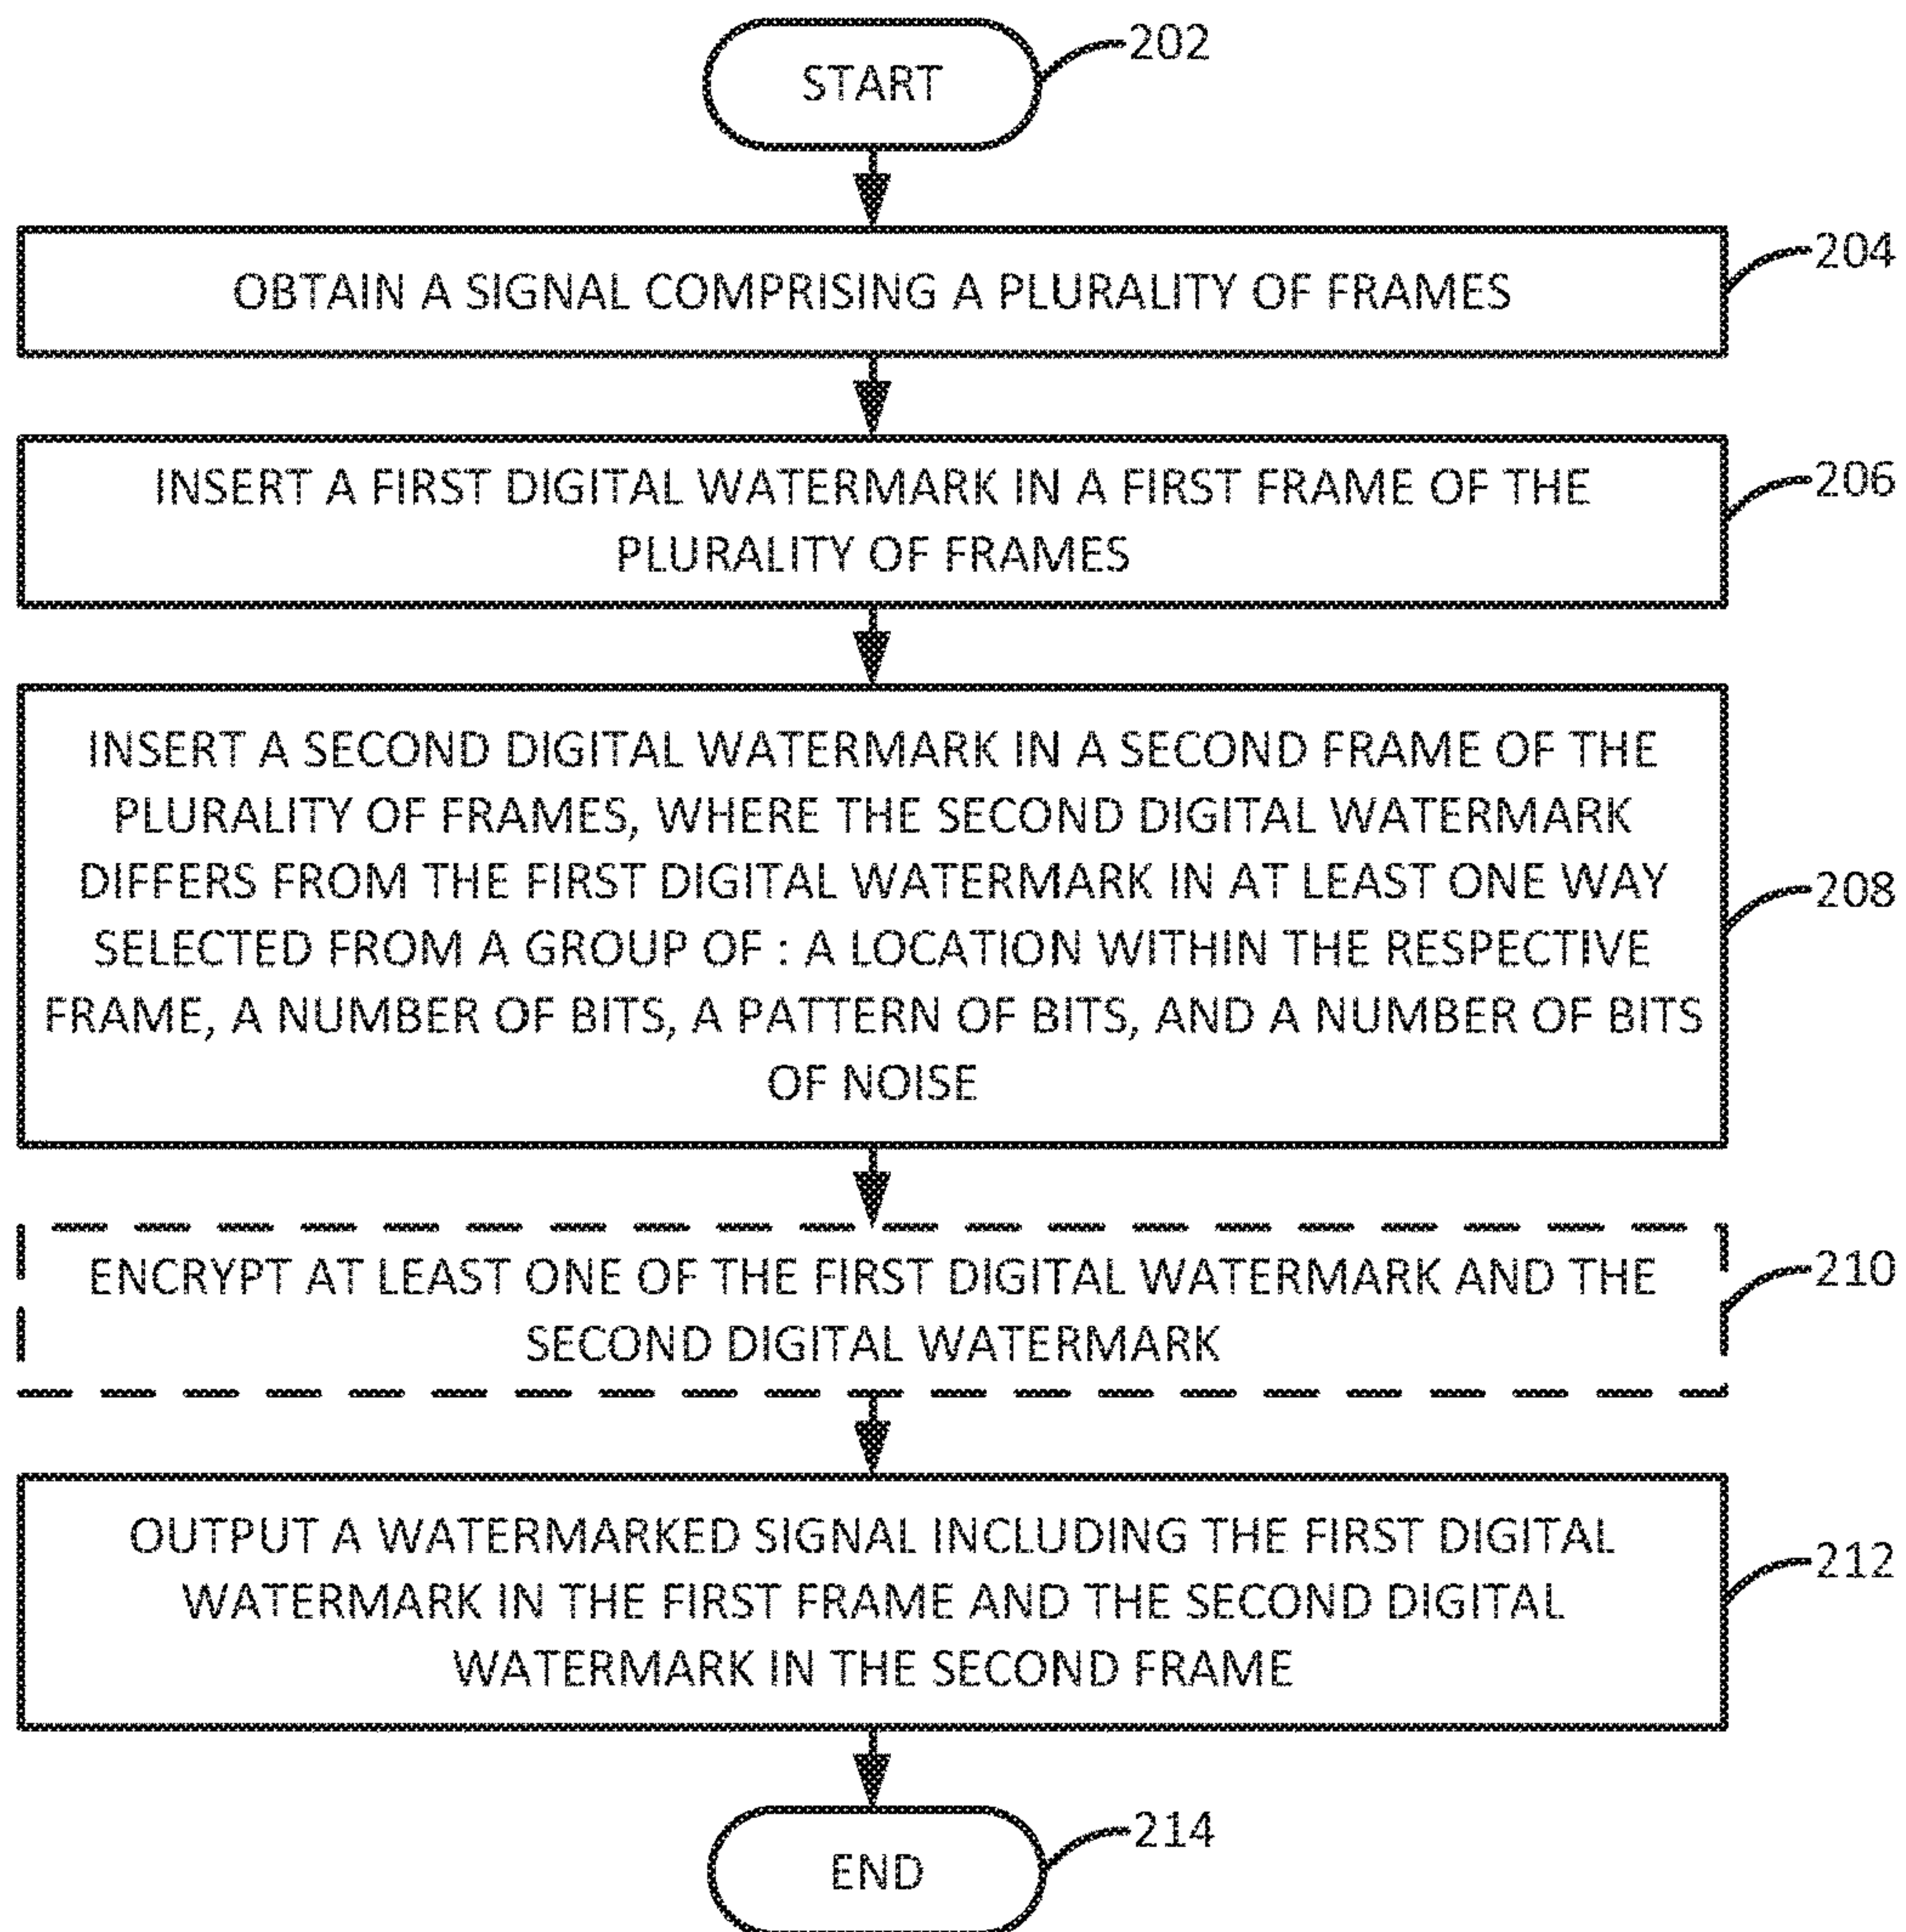 START
202
OBTAIN A SIGNAL COMPRISING A PLURALITY OF FRAMES
204
INSERT A FIRST DIGITAL WATERMARK IN A FIRST FRAME OF THE
PLURALITY OF FRAMES
206
INSERT A SECOND DIGITAL WATERMARK IN A SECOND FRAME OF THE
PLURALITY OF FRAMES, WHERE THE SECOND DIGITAL WATERMARK
DIFFERS FROM THE FIRST DIGITAL WATERMARK IN AT LEAST ONE WAY
SELECTED FROM A GROUP OF : A LOCATION WITHIN THE RESPECTIVE
FRAME, A NUMBER OF BITS, A PATTERN OF BITS, AND A NUMBER OF BITS
OF NOISE
208
ENCRYPT AT LEAST ONE OF THE FIRST DIGITAL WATERMARK AND THE
SECOND DIGITAL WATERMARK
210
OUTPUT A WATERMARKED SIGNAL INCLUDING THE FIRST DIGITAL
WATERMARK IN THE FIRST FRAME AND THE SECOND DIGITAL
WATERMARK IN THE SECOND FRAME
212
END
214